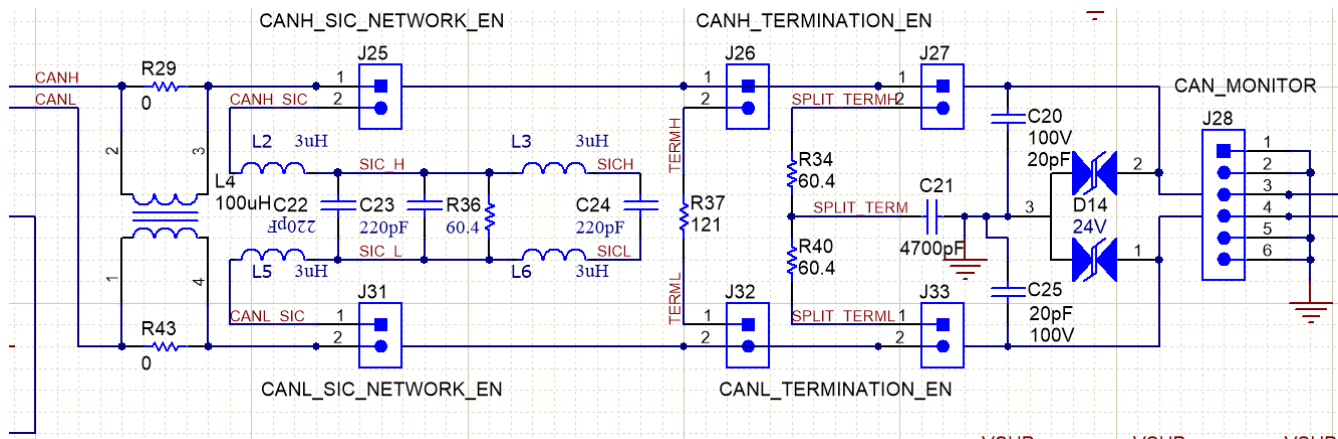 CANH_SIC_NETWORK_EN
CANH_TERMINATION_EN
J25
J26
J27
R29
CANH
0
1
1
1
CAN_MONITOR
CANL
CANH_SIC
2
2
SPLIT_TERMH
2
C20
J28
100V
20pF
L2
3uH
L3
3uH
TERMH
1
2
3
SIC_H
SICH
R34
60.4
2
2
L4
100uH
C22
220pF
C23
220pF
R36
60.4
C24
220pF
R37
121
SPLIT_TERM
C21
3
D14
24V
3
4
4700pF
R40
60.4
5
SIC_L
SICL
1
6
L5
3uH
L6
3uH
1
4
C25
20pF
100V
J31
J32
J33
R43
0
CANL_SIC
1
TERML
1
SPLIT_TERML
1
2
2
2
CANL_SIC_NETWORK_EN
CANL_TERMINATION_EN